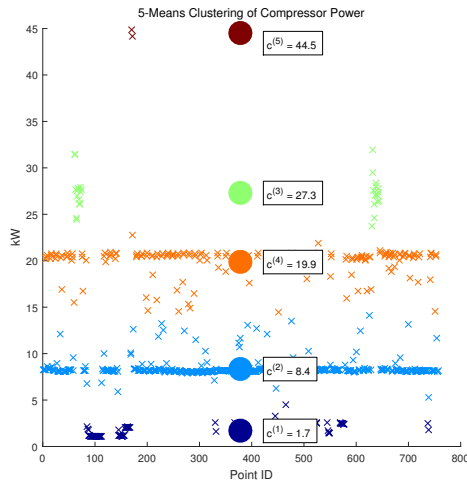 5-Means Clustering of Compressor Power
45
40
35
30
25
20
15
10
5
0
kW
c(5) = 44.5
c(3) = 27.3
c(4) = 19.9
c(2) = 8.4
c(1) = 1.7
0 100 200 300 400 500 600 700 800
Point ID